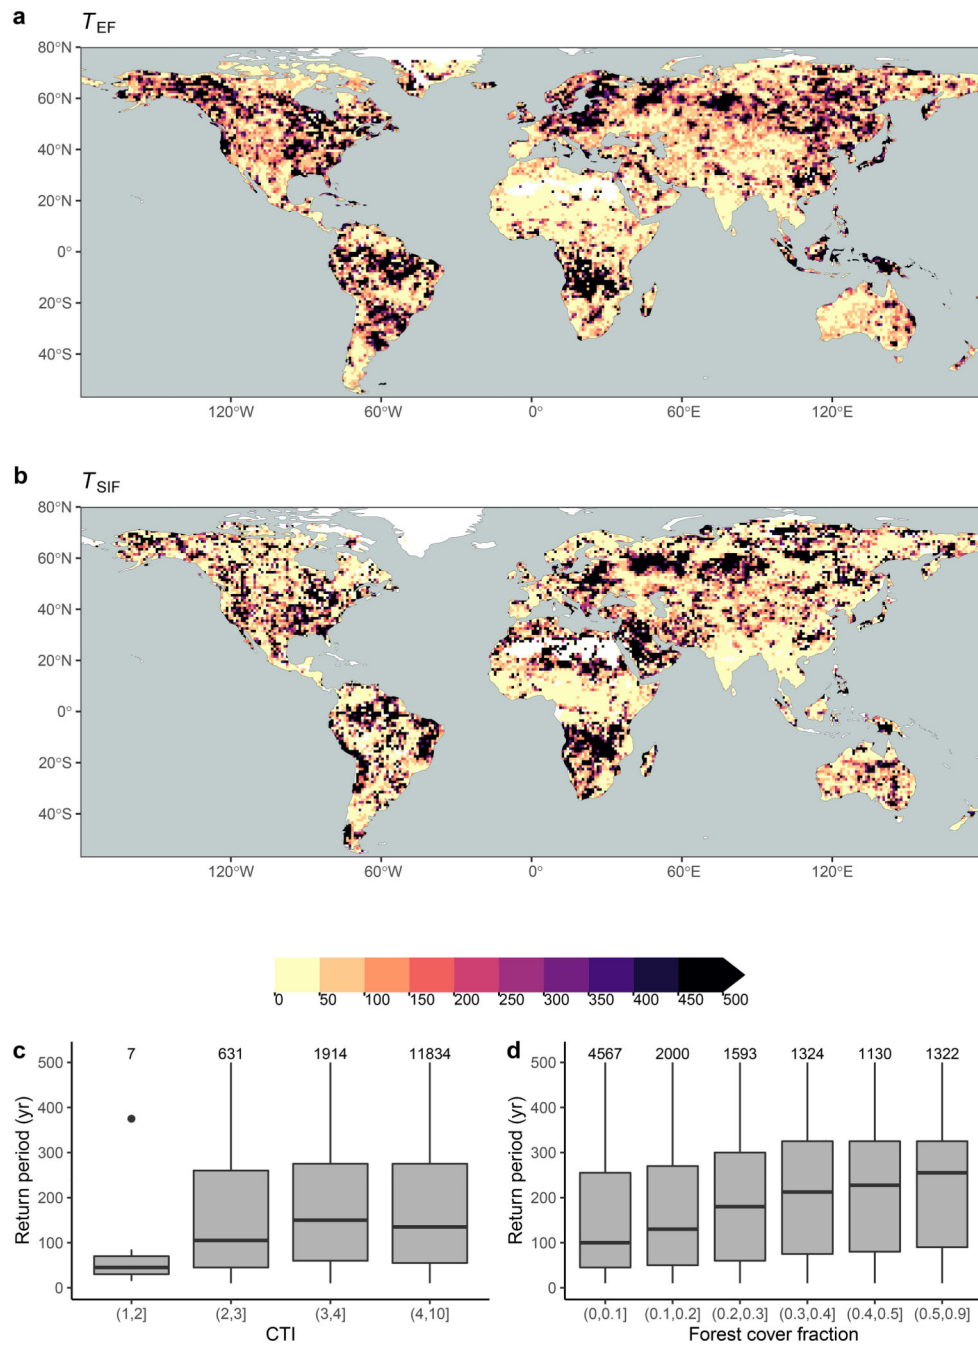 a
T_EF
80°N
60°N
40°N
20°N
0°
20°S
40°S
120°W 60°W 0° 60°E 120°E
b
T_SIF
80°N
60°N
40°N
20°N
0°
20°S
40°S
120°W 60°W 0° 60°E 120°E
0 50 100 150 200 250 300 350 400 450 500
c
7 631 1914 11834
500
400
300
200
100
0
Return period (yr)
(1,2] (2,3] (3,4] (4,10]
CTI
d
4567 2000 1593 1324 1130 1322
500
400
300
200
100
0
Return period (yr)
(0,0.1] (0.1,0.2] (0.2,0.3] (0.3,0.4] (0.4,0.5] (0.5,0.9]
Forest cover fraction